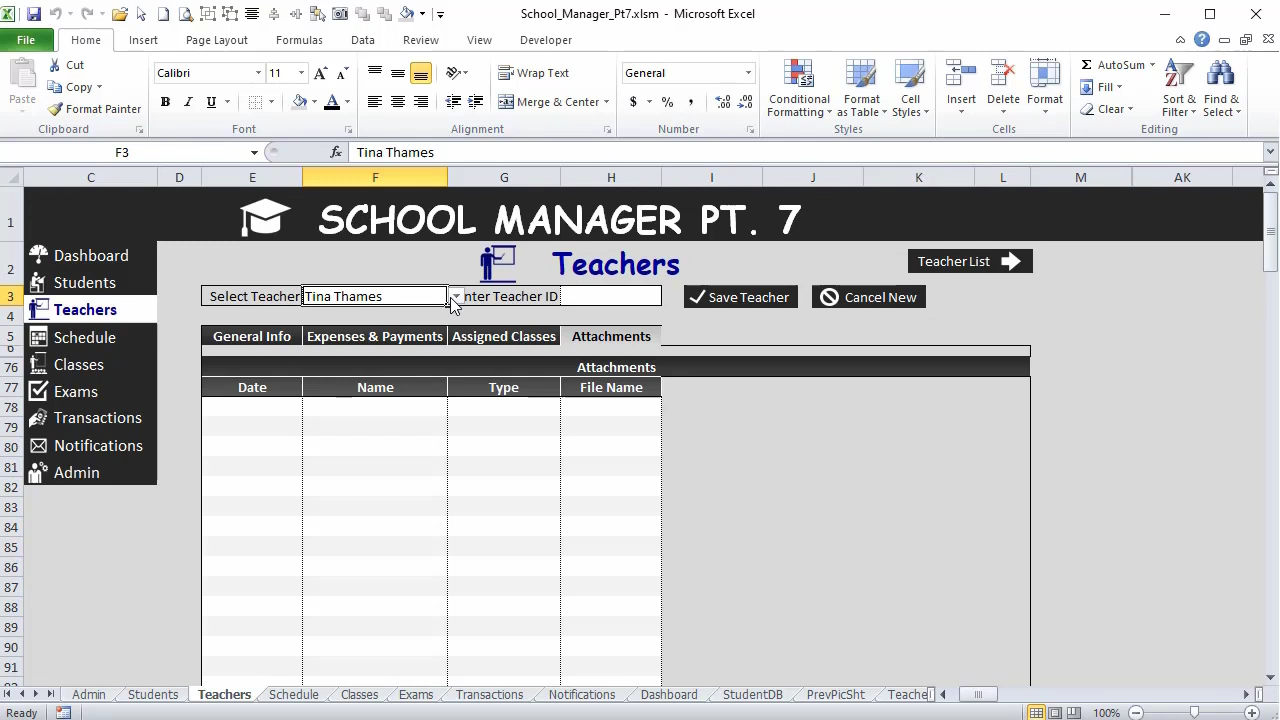 School_Manager_Pt7.xlsm - Microsoft Excel
File Home Insert Page Layout Formulas Data Review View Developer
Paste
Cut
Copy
Format Painter
Clipboard
Calibri 11
B I U A
Font
Wrap Text
Merge & Center
Alignment
General
$ % ,
Number
Conditional Formatting
Format as Table
Cell Styles
Styles
Insert
Delete
Format
Cells
AutoSum
Fill
Clear
Sort & Filter
Find & Select
Editing
F3 fx Tina Thames
C D E F G H I J K L M AK
1 SCHOOL MANAGER PT. 7
2 Teachers Teacher List
3 Select Teacher Tina Thames nter Teacher ID Save Teacher Cancel New
4
5 General Info Expenses & Payments Assigned Classes Attachments
6
76 Attachments
77 Date Name Type File Name
78
79
80
81
82
83
84
85
86
87
88
89
90
91
Dashboard
Students
Teachers
Schedule
Classes
Exams
Transactions
Notifications
Admin
Admin Students Teachers Schedule Classes Exams Transactions Notifications Dashboard StudentDB PrevPicSht Teache
Ready 100%